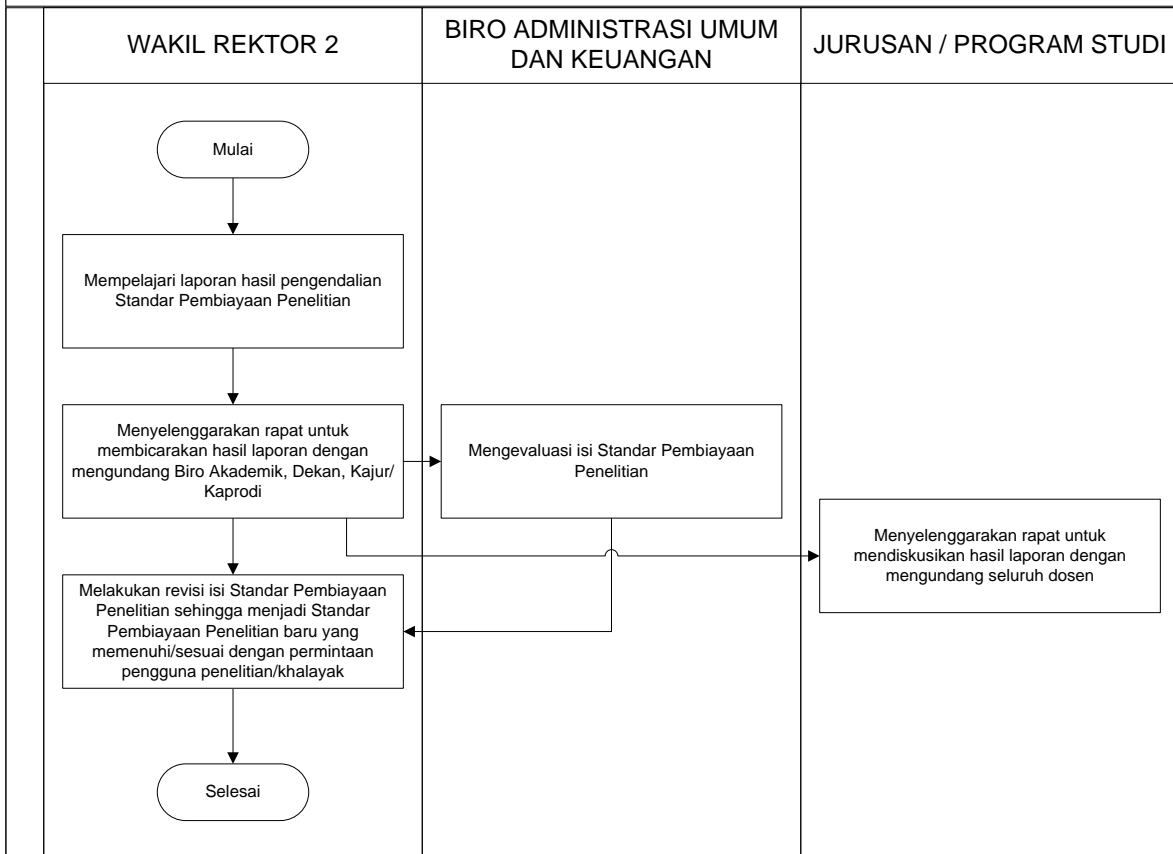 WAKIL REKTOR 2
BIRO ADMINISTRASI UMUM
DAN KEUANGAN
JURUSAN / PROGRAM STUDI
Mulai
Mempelajari laporan hasil pengendalian
Standar Pembiayaan Penelitian
Menyelenggarakan rapat untuk
membicarakan hasil laporan dengan
mengundang Biro Akademik, Dekan, Kajur/
Kaprodi
Mengevaluasi isi Standar Pembiayaan
Penelitian
Menyelenggarakan rapat untuk
mendiskusikan hasil laporan dengan
mengundang seluruh dosen
Melakukan revisi isi Standar Pembiayaan
Penelitian sehingga menjadi Standar
Pembiayaan Penelitian baru yang
memenuhi/sesuai dengan permintaan
pengguna penelitian/khalayak
Selesai